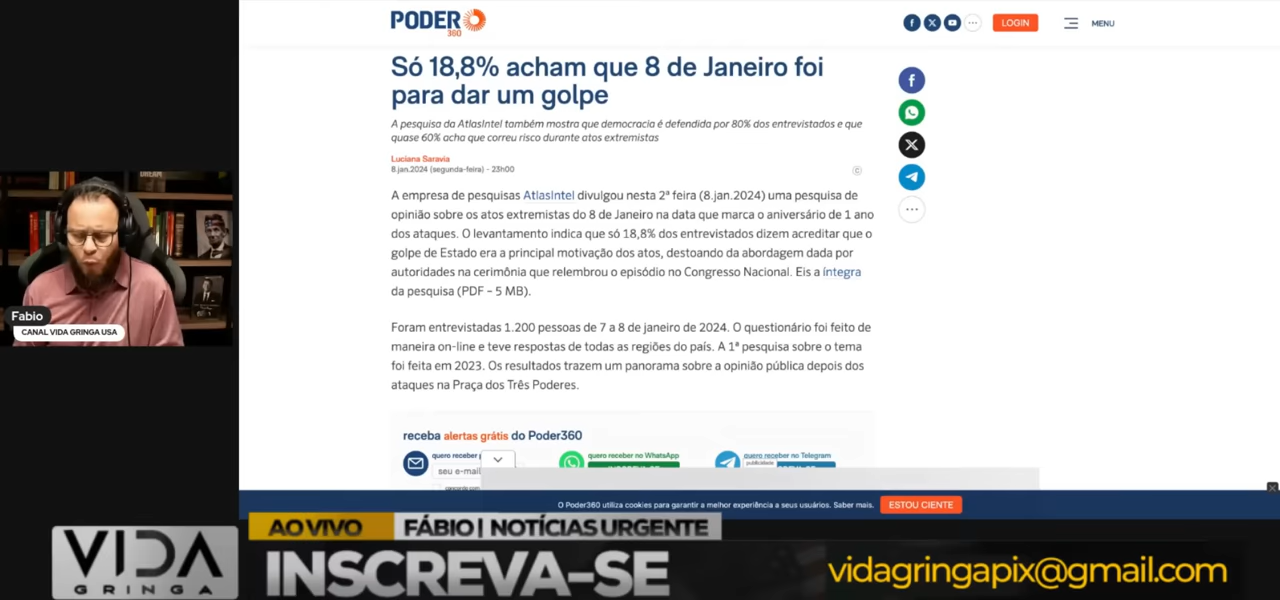 PODER
360
LOGIN
MENU
Só 18,8% acham que 8 de Janeiro foi
para dar um golpe
A pesquisa da AtlasIntel também mostra que democracia é defendida por 80% dos entrevistados e que
quase 60% acha que correu risco durante atos extremistas
Luciana Saravia
8.jan.2024 (segunda-feira) - 23h00
A empresa de pesquisas AtlasIntel divulgou nesta 2ª feira (8.jan.2024) uma pesquisa de
opinião sobre os atos extremistas do 8 de Janeiro na data que marca o aniversário de 1 ano
dos ataques. O levantamento indica que só 18,8% dos entrevistados dizem acreditar que o
golpe de Estado era a principal motivação dos atos, destoando da abordagem dada por
autoridades na cerimônia que relembrou o episódio no Congresso Nacional. Eis a íntegra
da pesquisa (PDF – 5 MB).
Foram entrevistadas 1.200 pessoas de 7 a 8 de janeiro de 2024. O questionário foi feito de
maneira on-line e teve respostas de todas as regiões do país. A 1ª pesquisa sobre o tema
foi feita em 2023. Os resultados trazem um panorama sobre a opinião pública depois dos
ataques na Praça dos Três Poderes.
receba alertas grátis do Poder360
quero receber
quero receber no WhatsApp
quero receber no Telegram
seu e-mail
publicidade
concordo com
O Poder360 utiliza cookies para garantir a melhor experiência a seus usuários. Saber mais.
ESTOU CIENTE
DREAM
Fabio
CANAL VIDA GRINGA USA
VIDA
GRINGA
AO VIVO
FÁBIO | NOTÍCIAS URGENTE
INSCREVA-SE
vidagringapix@gmail.com